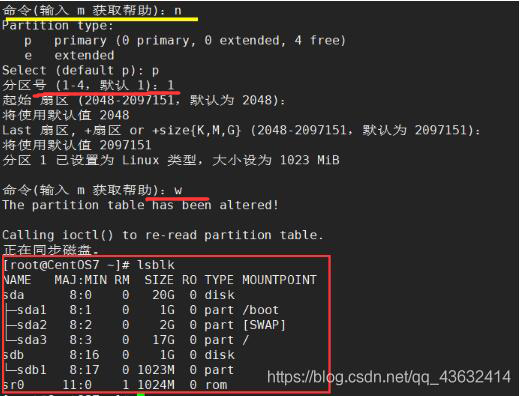 命令(输入 m 获取帮助)：n
Partition type:
   p   primary (0 primary, 0 extended, 4 free)
   e   extended
Select (default p): p
分区号 (1-4，默认 1)：1
起始 扇区 (2048-2097151，默认为 2048)：
将使用默认值 2048
Last 扇区, +扇区 or +size{K,M,G} (2048-2097151，默认为 2097151)：
将使用默认值 2097151
分区 1 已设置为 Linux 类型，大小设为 1023 MiB
命令(输入 m 获取帮助)：w
The partition table has been altered!
Calling ioctl() to re-read partition table.
正在同步磁盘。
[root@CentOS7 ~]# lsblk
NAME   MAJ:MIN RM  SIZE RO TYPE MOUNTPOINT
sda      8:0    0   20G  0 disk
├─sda1   8:1    0    1G  0 part /boot
├─sda2   8:2    0    2G  0 part [SWAP]
└─sda3   8:3    0   17G  0 part /
sdb      8:16   0    1G  0 disk
└─sdb1   8:17   0 1023M  0 part
sr0     11:0    1 1024M  0 rom
https://blog.csdn.net/qq_43632414